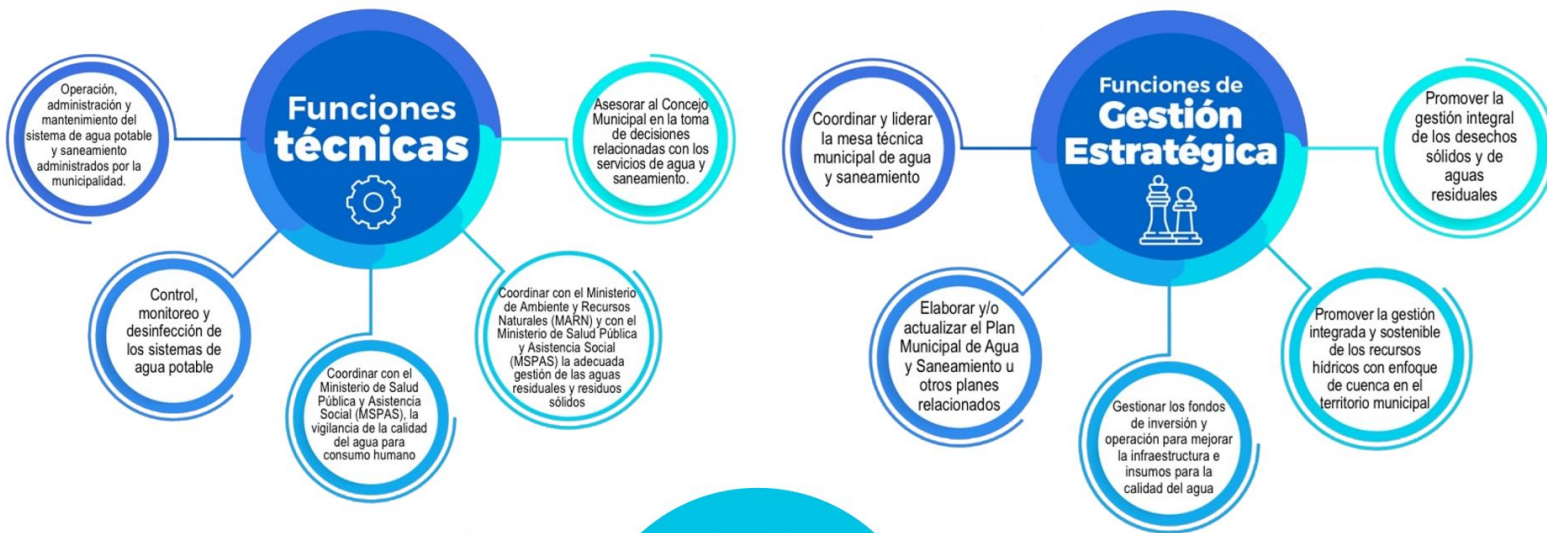 Funciones
técnicas
Operación,
administración y
mantenimiento del
sistema de agua potable
y saneamiento
administrados por la
municipalidad.
Control,
monitoreo y
desinfección de
los sistemas de
agua potable
Coordinar con el
Ministerio de Salud
Pública y Asistencia
Social (MSPAS), la
vigilancia de la calidad
del agua para
consumo humano
Coordinar con el Ministerio
de Ambiente y Recursos
Naturales (MARN) y con el
Ministerio de Salud Pública
y Asistencia Social
(MSPAS) la adecuada
gestión de las aguas
residuales y residuos
sólidos
Asesorar al Concejo
Municipal en la toma
de decisiones
relacionadas con los
servicios de agua y
saneamiento.
Funciones de
Gestión
Estratégica
Coordinar y liderar
la mesa técnica
municipal de agua
y saneamiento
Elaborar y/o
actualizar el Plan
Municipal de Agua
y Saneamiento u
otros planes
relacionados
Gestionar los fondos
de inversión y
operación para mejorar
la infraestructura e
insumos para la
calidad del agua
Promover la gestión
integrada y sostenible
de los recursos
hídricos con enfoque
de cuenca en el
territorio municipal
Promover la
gestión integral
de los desechos
sólidos y de
aguas
residuales